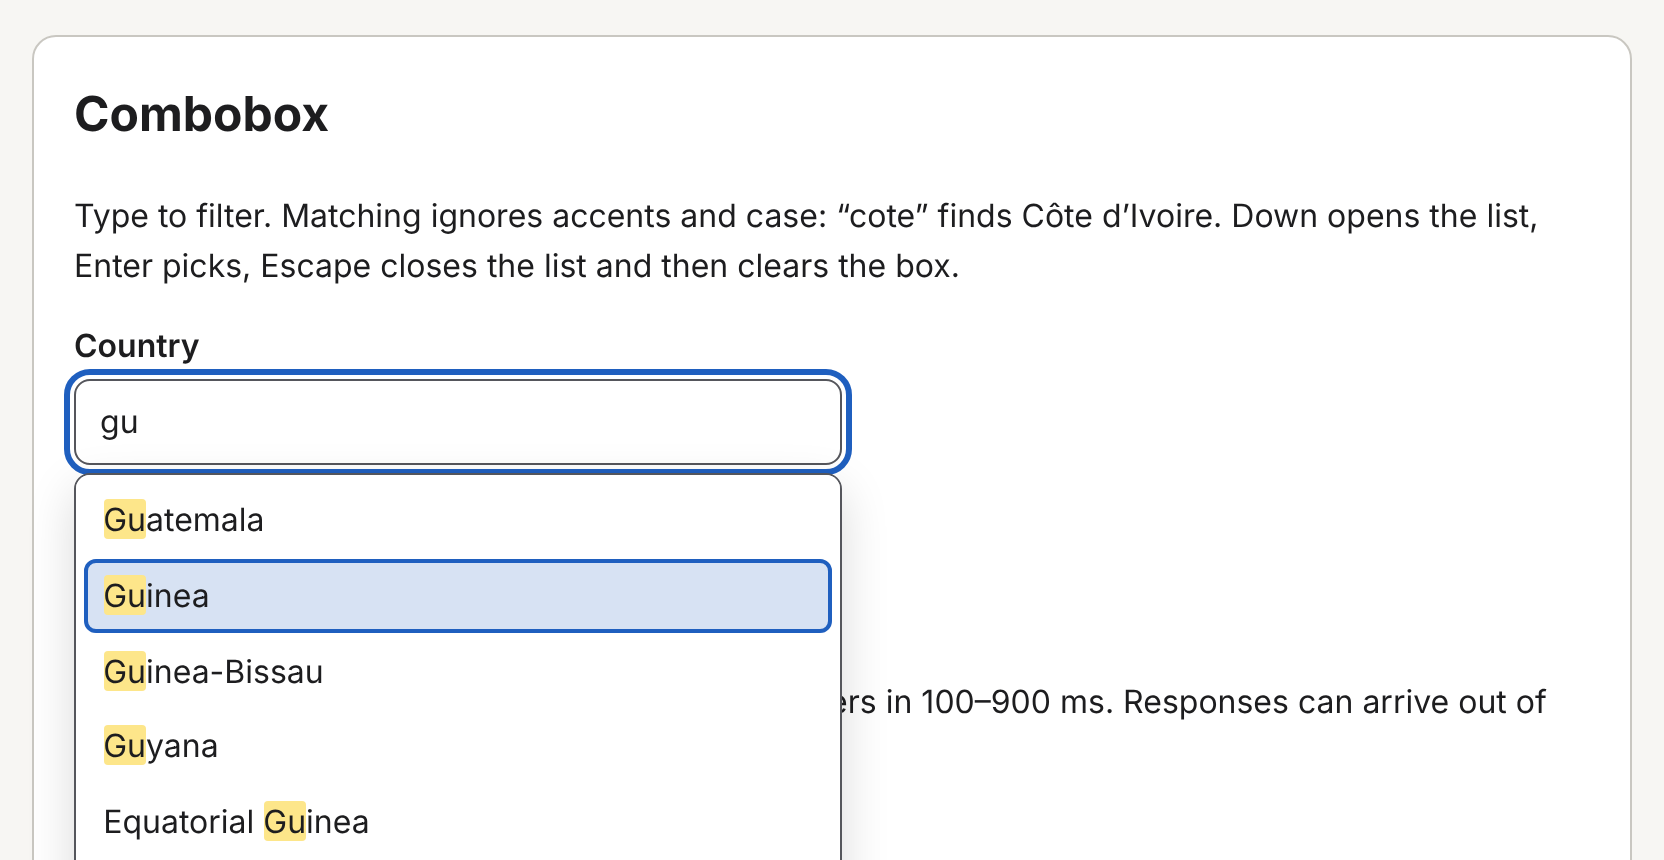 Combobox
Type to filter. Matching ignores accents and case: “cote” finds Côte d’Ivoire. Down opens the list,
Enter picks, Escape closes the list and then clears the box.
Country
gu
Guatemala
Guinea
Guinea-Bissau
in 100–900 ms. Responses can arrive out of
Guyana
Equatorial Guinea